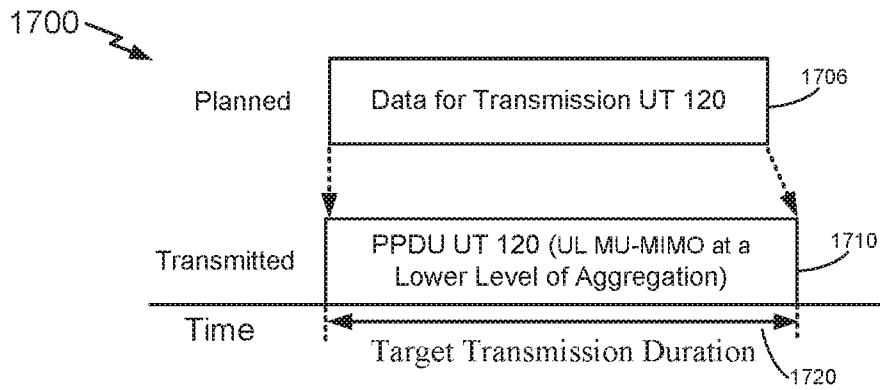 1700
Planned
Data for Transmission UT 120
1706
Transmitted
PPDU UT 120 (UL MU-MIMO at a
Lower Level of Aggregation)
1710
Time
Target Transmission Duration
1720